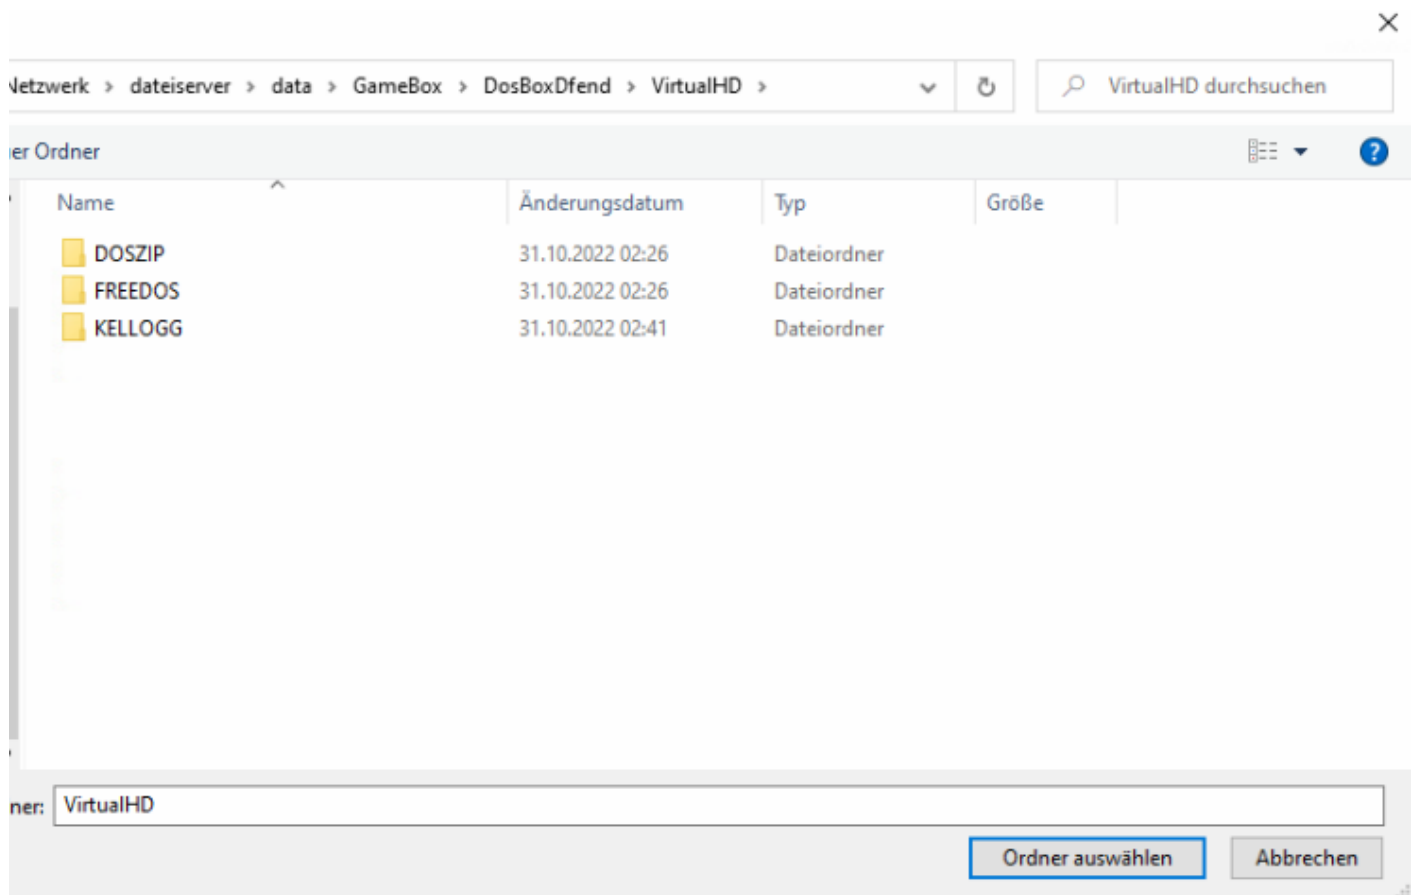 Netzwerk > dateiserver > data > GameBox > DosBoxDfend > VirtualHD >
VirtualHD durchsuchen
er Ordner
Name Änderungsdatum Typ Größe
DOSZIP 31.10.2022 02:26 Dateiordner
FREEDOS 31.10.2022 02:26 Dateiordner
KELLOGG 31.10.2022 02:41 Dateiordner
ner: VirtualHD
Ordner auswählen Abbrechen